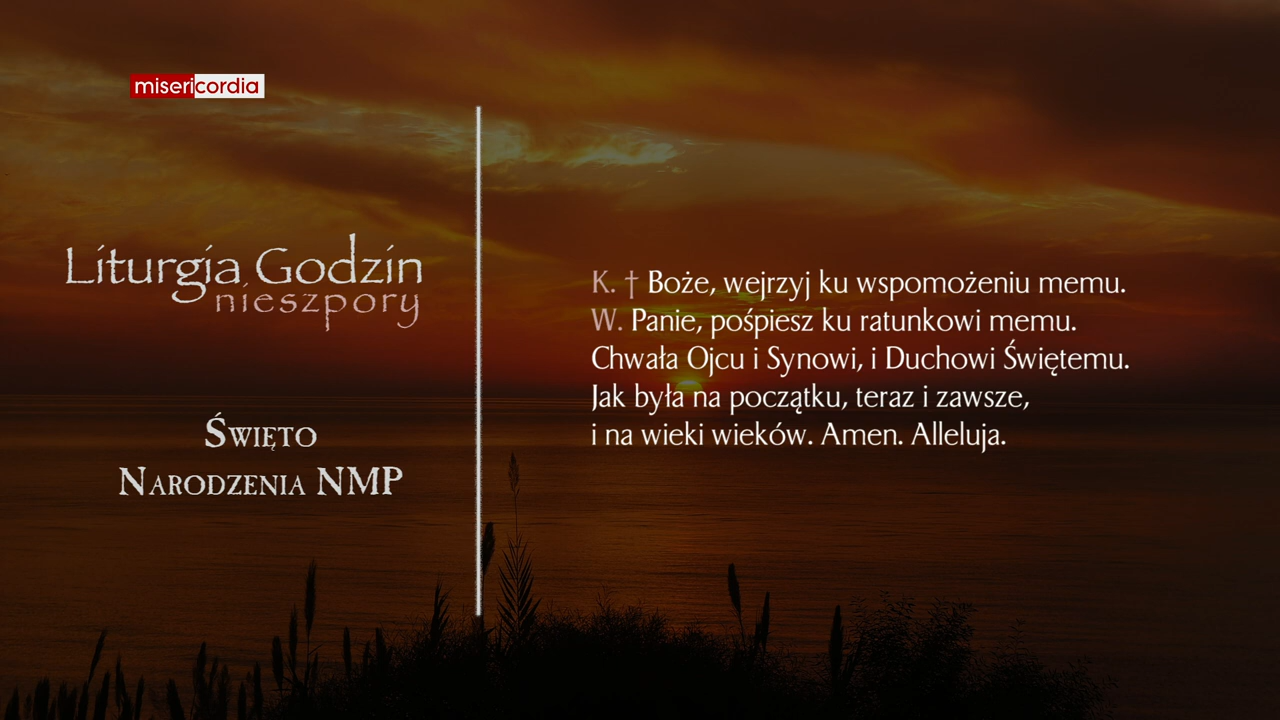 misericordia
Liturgia Godzin
nieszpory
Święto
Narodzenia NMP
K. † Boże, wejrzyj ku wspomożeniu memu.
W. Panie, pośpiesz ku ratunkowi memu.
Chwała Ojcu i Synowi, i Duchowi Świętemu.
Jak była na początku, teraz i zawsze,
i na wieki wieków. Amen. Alleluja.